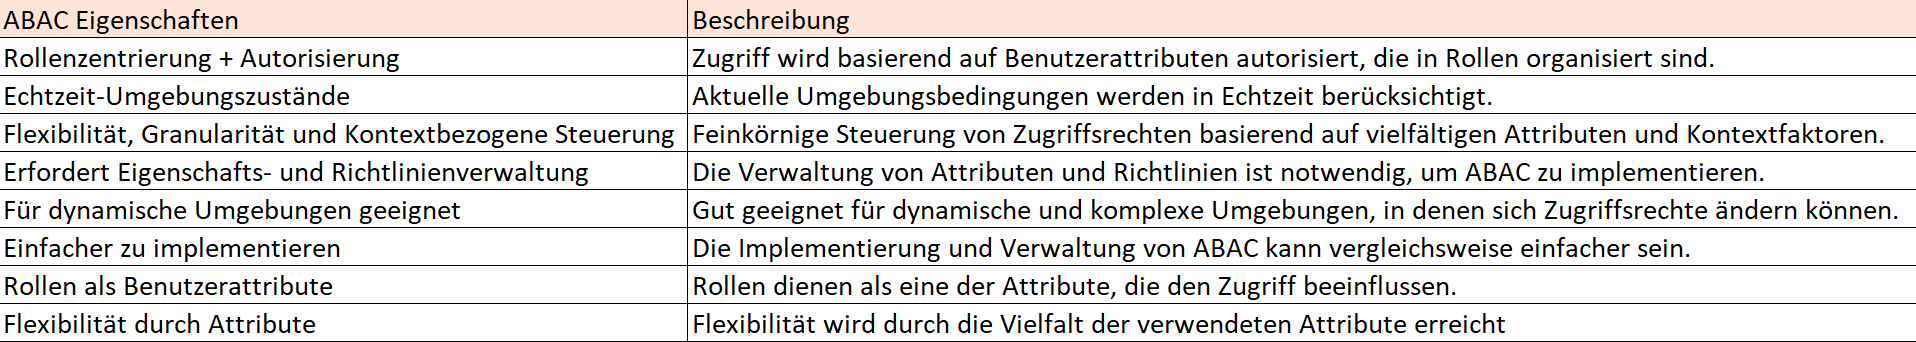 ABAC Eigenschaften Beschreibung
Rollenzentrierung + Autorisierung Zugriff wird basierend auf Benutzerattributen autorisiert, die in Rollen organisiert sind.
Echtzeit-Umgebungszustände Aktuelle Umgebungsbedingungen werden in Echtzeit berücksichtigt.
Flexibilität, Granularität und Kontextbezogene Steuerung Feinkörnige Steuerung von Zugriffsrechten basierend auf vielfältigen Attributen und Kontextfaktoren.
Erfordert Eigenschafts- und Richtlinienverwaltung Die Verwaltung von Attributen und Richtlinien ist notwendig, um ABAC zu implementieren.
Für dynamische Umgebungen geeignet Gut geeignet für dynamische und komplexe Umgebungen, in denen sich Zugriffsrechte ändern können.
Einfacher zu implementieren Die Implementierung und Verwaltung von ABAC kann vergleichsweise einfacher sein.
Rollen als Benutzerattribute Rollen dienen als eine der Attribute, die den Zugriff beeinflussen.
Flexibilität durch Attribute Flexibilität wird durch die Vielfalt der verwendeten Attribute erreicht